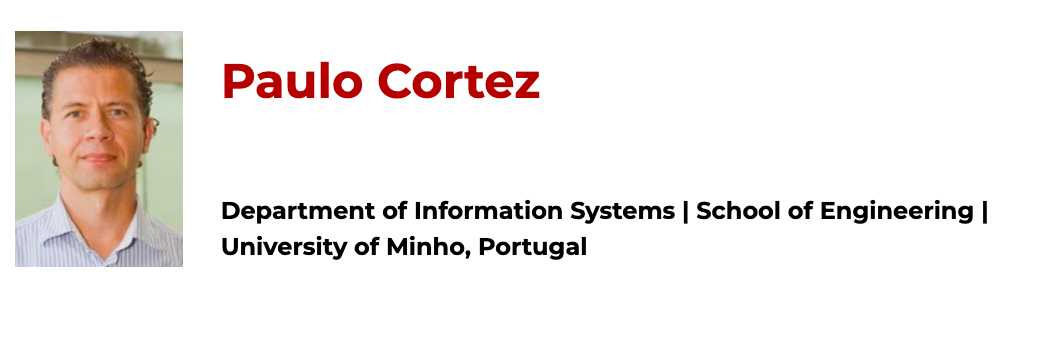 Paulo Cortez
Department of Information Systems | School of Engineering |
University of Minho, Portugal